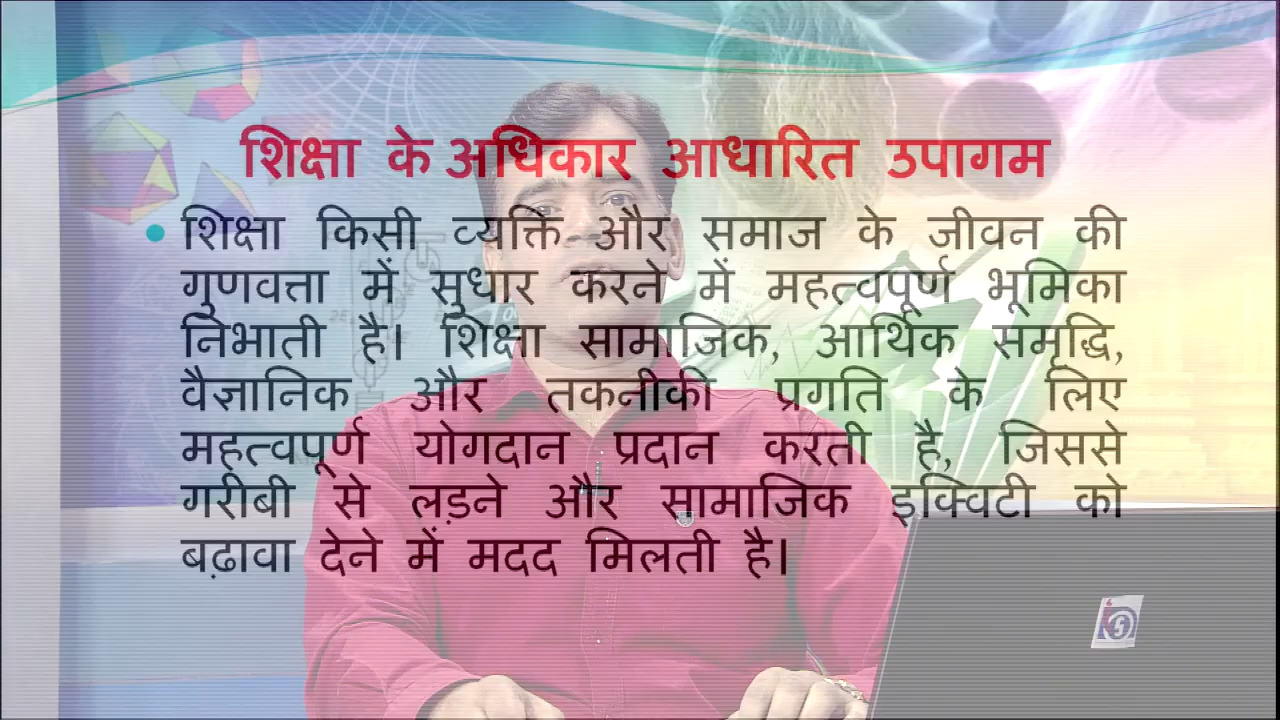 शिक्षा के अधिकार आधारित उपागम
शिक्षा किसी व्यक्ति और समाज के जीवन की
गुणवत्ता में सुधार करने में महत्वपूर्ण भूमिका
निभाती है। शिक्षा सामाजिक, आर्थिक समृद्धि,
वैज्ञानिक और तकनीकी प्रगति के लिए
महत्वपूर्ण योगदान प्रदान करती है, जिससे
गरीबी से लड़ने और सामाजिक इक्विटी को
बढ़ावा देने में मदद मिलती है।